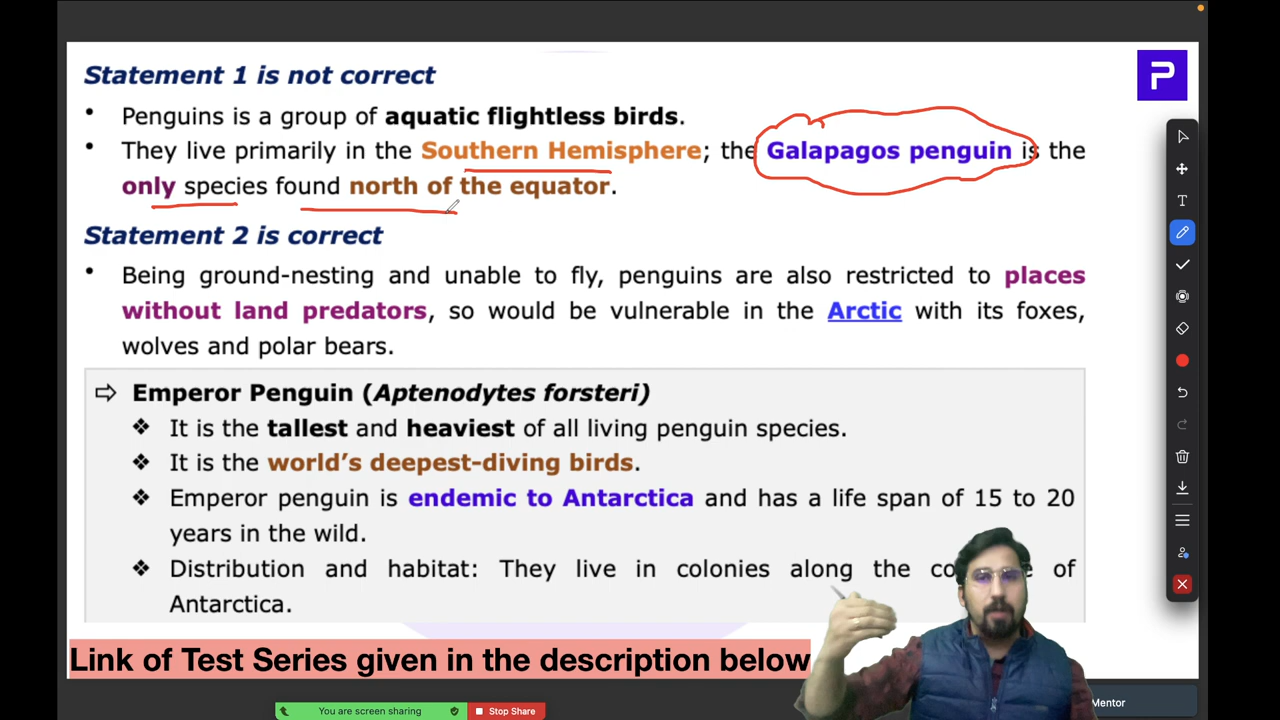 Statement 1 is not correct
P
• Penguins is a group of aquatic flightless birds.
• They live primarily in the Southern Hemisphere; the Galapagos penguin is the
only species found north of the equator.
T
Statement 2 is correct
• Being ground-nesting and unable to fly, penguins are also restricted to places
without land predators, so would be vulnerable in the Arctic with its foxes,
wolves and polar bears.
⇨ Emperor Penguin (Aptenodytes forsteri)
❖ It is the tallest and heaviest of all living penguin species.
❖ It is the world's deepest-diving birds.
❖ Emperor penguin is endemic to Antarctica and has a life span of 15 to 20
years in the wild.
❖ Distribution and habitat: They live in colonies along the of
Antarctica.
Link of Test Series given in the description below
Mentor
You are screen sharing
Stop Share